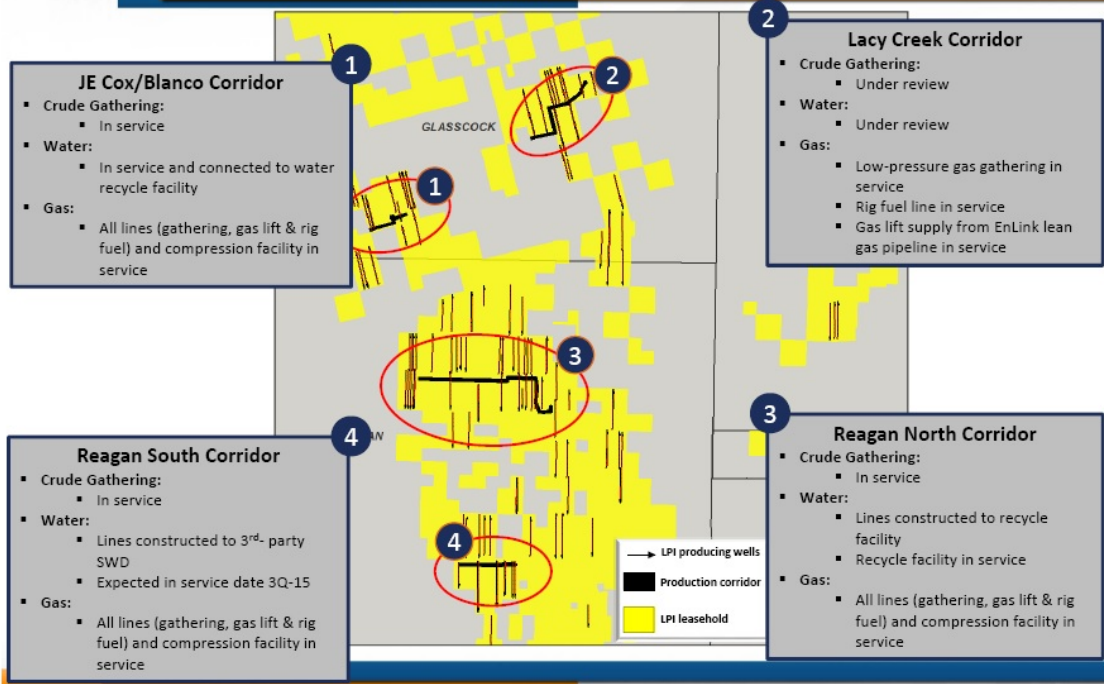 1
JE Cox/Blanco Corridor
▪ Crude Gathering:
▪ In service
▪ Water:
▪ In service and connected to water
recycle facility
▪ Gas:
▪ All lines (gathering, gas lift & rig
fuel) and compression facility in
service
2
Lacy Creek Corridor
▪ Crude Gathering:
▪ Under review
▪ Water:
▪ Under review
▪ Gas:
▪ Low-pressure gas gathering in
service
▪ Rig fuel line in service
▪ Gas lift supply from EnLink lean
gas pipeline in service
GLASSCOCK
2
1
3
4
4
Reagan South Corridor
▪ Crude Gathering:
▪ In service
▪ Water:
▪ Lines constructed to 3rd- party
SWD
▪ Expected in service date 3Q-15
▪ Gas:
▪ All lines (gathering, gas lift & rig
fuel) and compression facility in
service
3
Reagan North Corridor
▪ Crude Gathering:
▪ In service
▪ Water:
▪ Lines constructed to recycle
facility
▪ Recycle facility in service
▪ Gas:
▪ All lines (gathering, gas lift & rig
fuel) and compression facility in
service
LPI producing wells
Production corridor
LPI leasehold